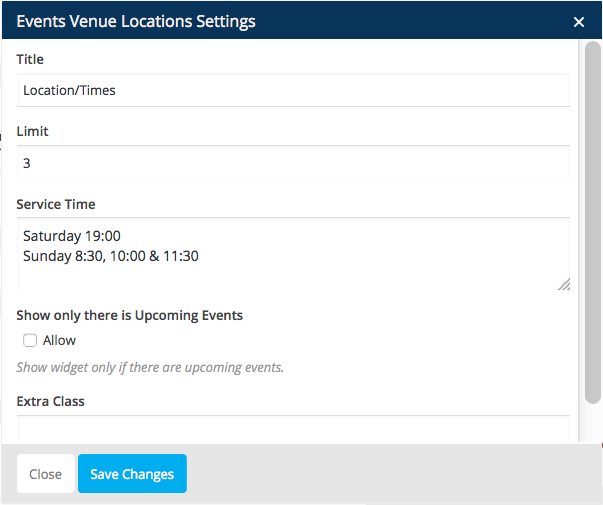 Events Venue Locations Settings ×
Title
Location/Times
Limit
3
Service Time
Saturday 19:00
Sunday 8:30, 10:00 & 11:30
Show only there is Upcoming Events
Allow
Show widget only if there are upcoming events.
Extra Class
Close Save Changes